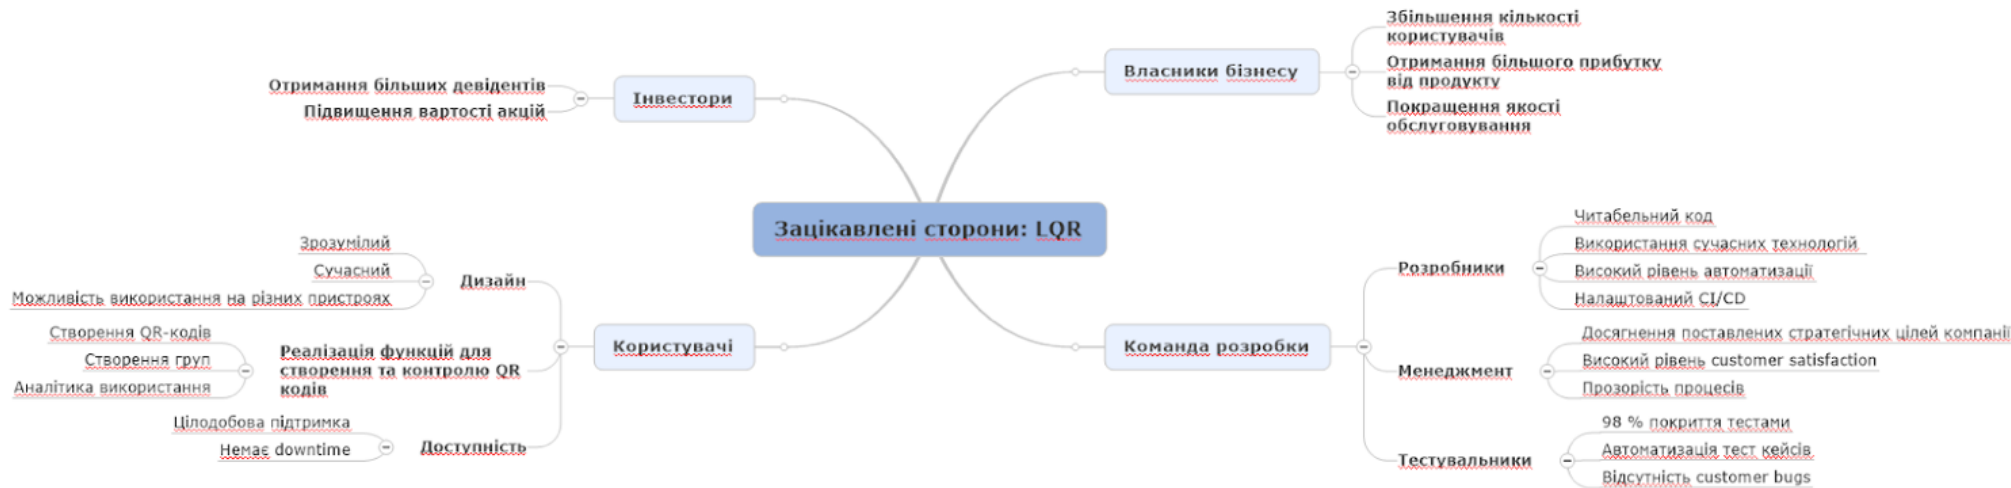 Зацікавлені сторони: LQR
Інвестори
Отримання більших девідентів
Підвищення вартості акцій
Власники бізнесу
Збільшення кількості
користувачів
Отримання більшого прибутку
від продукту
Покращення якості
обслуговування
Користувачі
Дизайн
Зрозумілий
Сучасний
Можливість використання на різних пристроях
Реалізація функцій для
створення та контролю QR
кодів
Створення QR-кодів
Створення груп
Аналітика використання
Доступність
Цілодобова підтримка
Немає downtime
Команда розробки
Розробники
Читабельний код
Використання сучасних технологій
Високий рівень автоматизації
Налаштований CI/CD
Менеджмент
Досягнення поставлених стратегічних цілей компанії
Високий рівень customer satisfaction
Прозорість процесів
Тестувальники
98 % покриття тестами
Автоматизація тест кейсів
Відсутність customer bugs